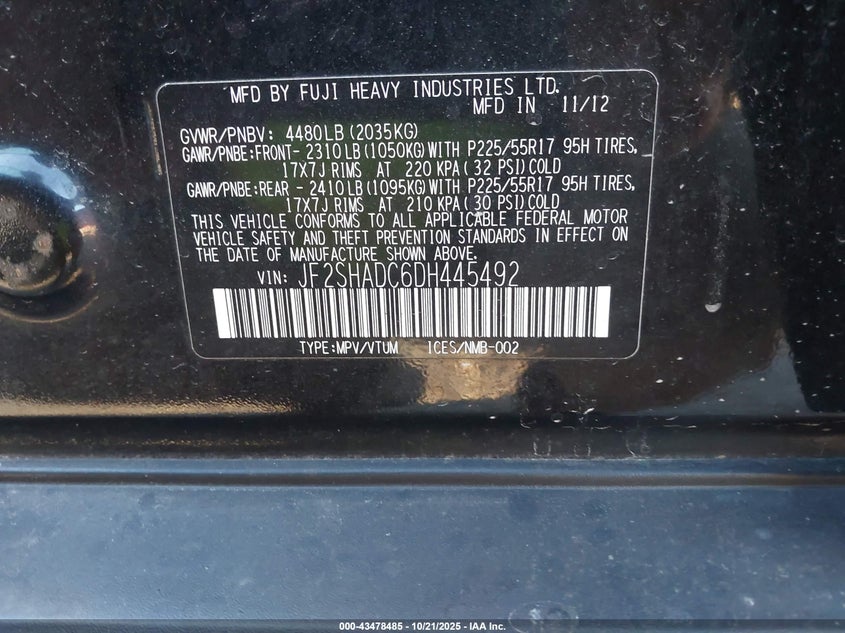 MFD BY FUJI HEAVY INDUSTRIES LTD.
MFD IN 11/12
GVWR/PNBV: 4480LB(2035KG)
GAWR/PNBE:FRONT- 2310LB(1050KG)WITH P225/55R17 95H TIRES,
17X7J RIMS AT 220 KPA( 32 PSI)COLD
GAWR/PNBE:REAR - 2410LB(1095KG)WITH P225/55R17 95H TIRES,
17X7J RIMS AT 210 KPA( 30 PSI)COLD
THIS VEHICLE CONFORMS TO ALL APPLICABLE FEDERAL MOTOR
VEHICLE SAFETY AND THEFT PREVENTION STANDARDS IN EFFECT ON
THE DATE OF MANUFACTURE SHOWN ABOVE.
VIN: JF2SHADC6DH445492
TYPE:MPV/VTUM ICES/NMB-002
000-43478485 - 10/21/2025 - IAA Inc.